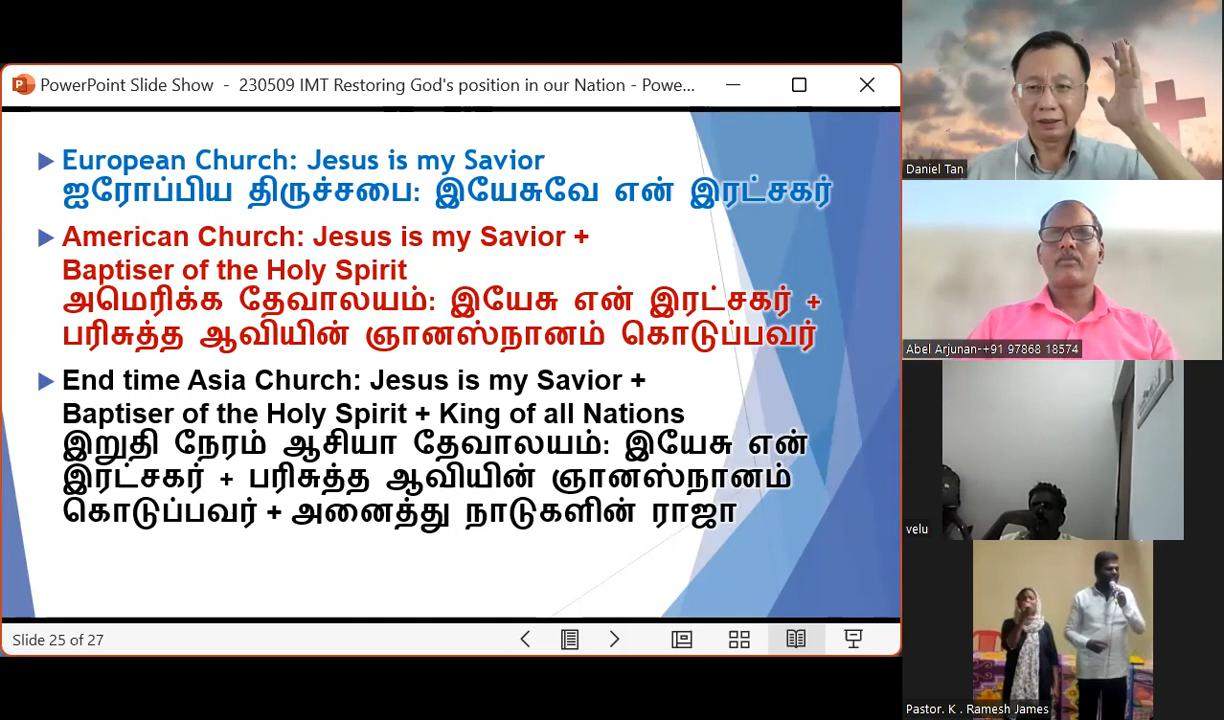 PowerPoint Slide Show - 230509 IMT Restoring God's position in our Nation - Powe...
European Church: Jesus is my Savior
ஐரோப்பிய திருச்சபை: இயேசுவே என் இரட்சகர்
American Church: Jesus is my Savior +
Baptiser of the Holy Spirit
அமெரிக்க தேவாலயம்: இயேசு என் இரட்சகர் +
பரிசுத்த ஆவியின் ஞானஸ்நானம் கொடுப்பவர்
End time Asia Church: Jesus is my Savior +
Baptiser of the Holy Spirit + King of all Nations
இறுதி நேரம் ஆசியா தேவாலயம்: இயேசு என்
இரட்சகர் + பரிசுத்த ஆவியின் ஞானஸ்நானம்
கொடுப்பவர் + அனைத்து நாடுகளின் ராஜா
Slide 25 of 27
Daniel Tan
Abel Arjunan-+91 97868 18574
velu
Pastor. K . Ramesh James